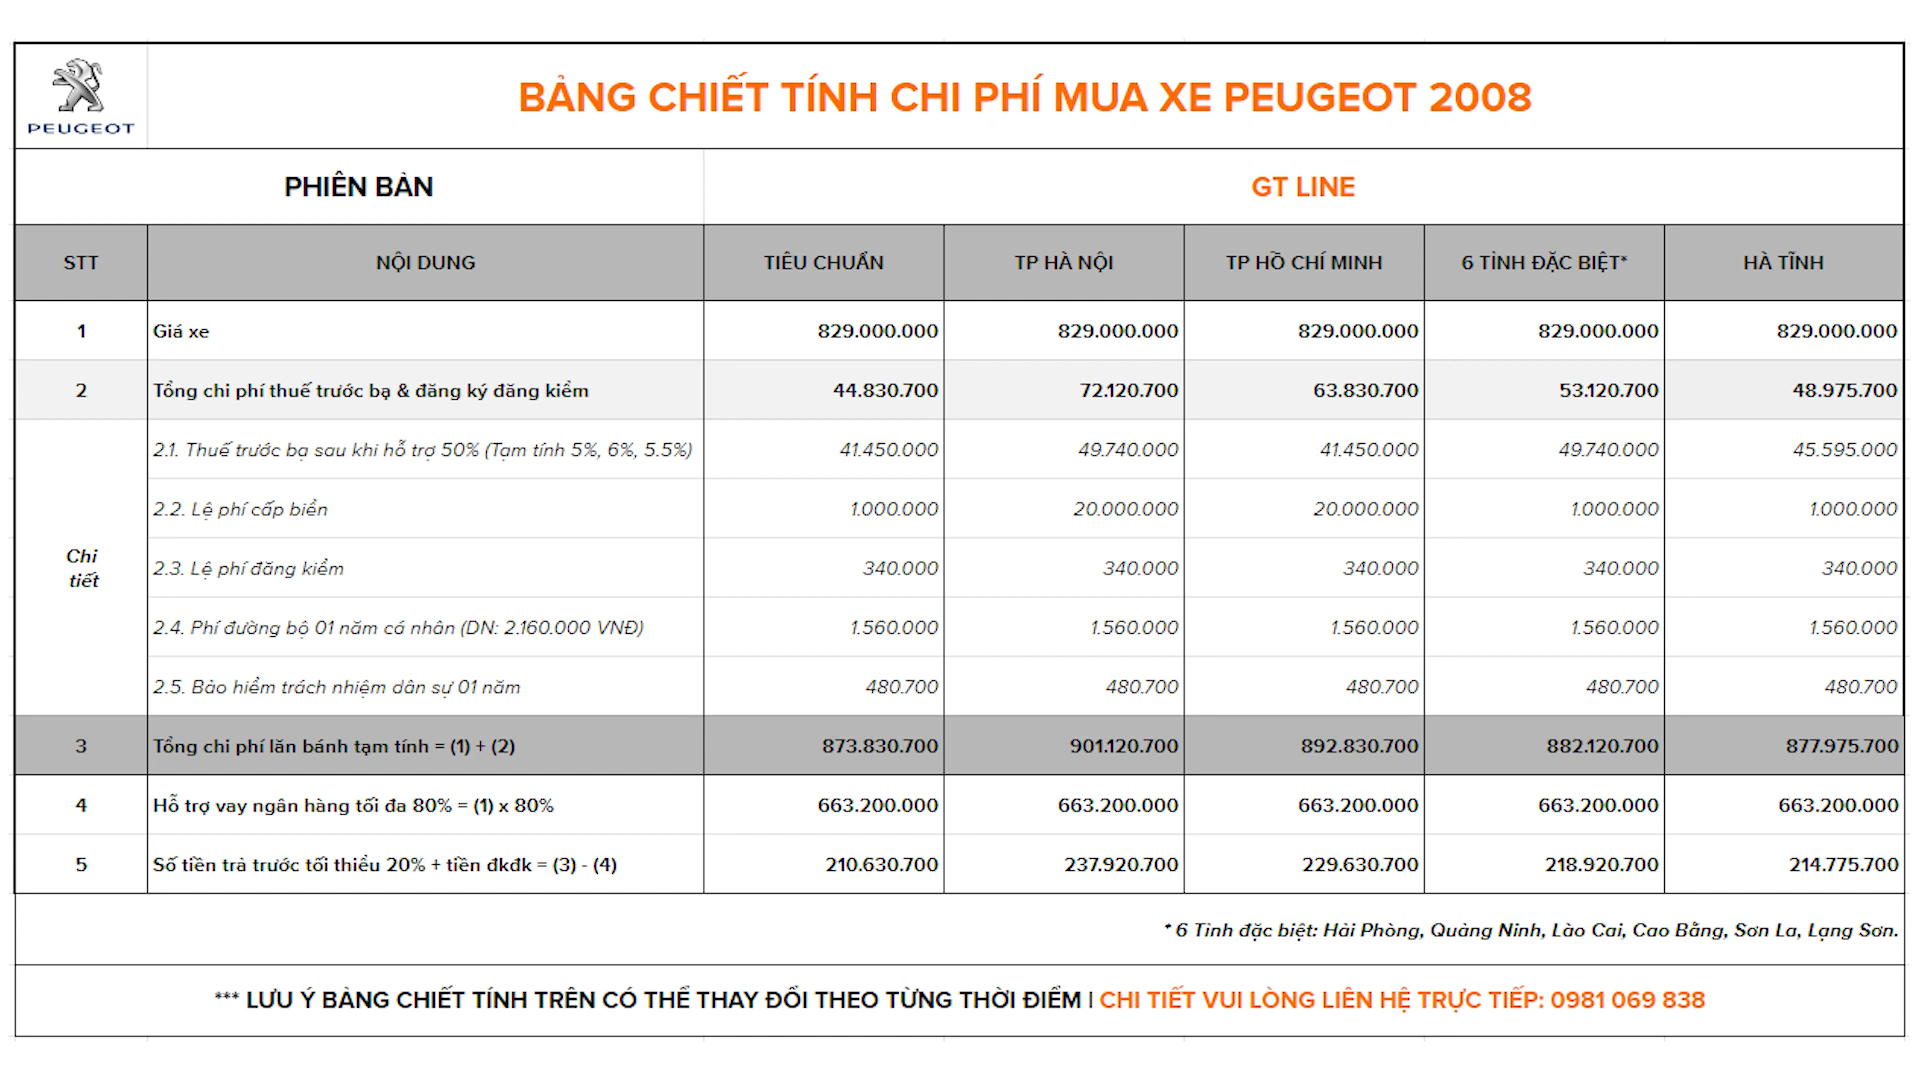 PEUGEOT
BẢNG CHIẾT TÍNH CHI PHÍ MUA XE PEUGEOT 2008
PHIÊN BẢN GT LINE
STT NỘI DUNG TIÊU CHUẨN TP HÀ NỘI TP HỒ CHÍ MINH 6 TỈNH ĐẶC BIỆT* HÀ TĨNH
1 Giá xe 829.000.000 829.000.000 829.000.000 829.000.000 829.000.000
2 Tổng chi phí thuế trước bạ & đăng ký đăng kiểm 44.830.700 72.120.700 63.830.700 53.120.700 48.975.700
Chi tiết
2.1. Thuế trước bạ sau khi hỗ trợ 50% (Tạm tính 5%, 6%, 5.5%) 41.450.000 49.740.000 41.450.000 49.740.000 45.595.000
2.2. Lệ phí cấp biển 1.000.000 20.000.000 20.000.000 1.000.000 1.000.000
2.3. Lệ phí đăng kiểm 340.000 340.000 340.000 340.000 340.000
2.4. Phí đường bộ 01 năm cá nhân (DN: 2.160.000 VNĐ) 1.560.000 1.560.000 1.560.000 1.560.000 1.560.000
2.5. Bảo hiểm trách nhiệm dân sự 01 năm 480.700 480.700 480.700 480.700 480.700
3 Tổng chi phí lăn bánh tạm tính = (1) + (2) 873.830.700 901.120.700 892.830.700 882.120.700 877.975.700
4 Hỗ trợ vay ngân hàng tối đa 80% = (1) x 80% 663.200.000 663.200.000 663.200.000 663.200.000 663.200.000
5 Số tiền trả trước tối thiểu 20% + tiền đkđk = (3) - (4) 210.630.700 237.920.700 229.630.700 218.920.700 214.775.700
* 6 Tỉnh đặc biệt: Hải Phòng, Quảng Ninh, Lào Cai, Cao Bằng, Sơn La, Lạng Sơn.
*** LƯU Ý BẢNG CHIẾT TÍNH TRÊN CÓ THỂ THAY ĐỔI THEO TỪNG THỜI ĐIỂM | CHI TIẾT VUI LÒNG LIÊN HỆ TRỰC TIẾP: 0981 069 838